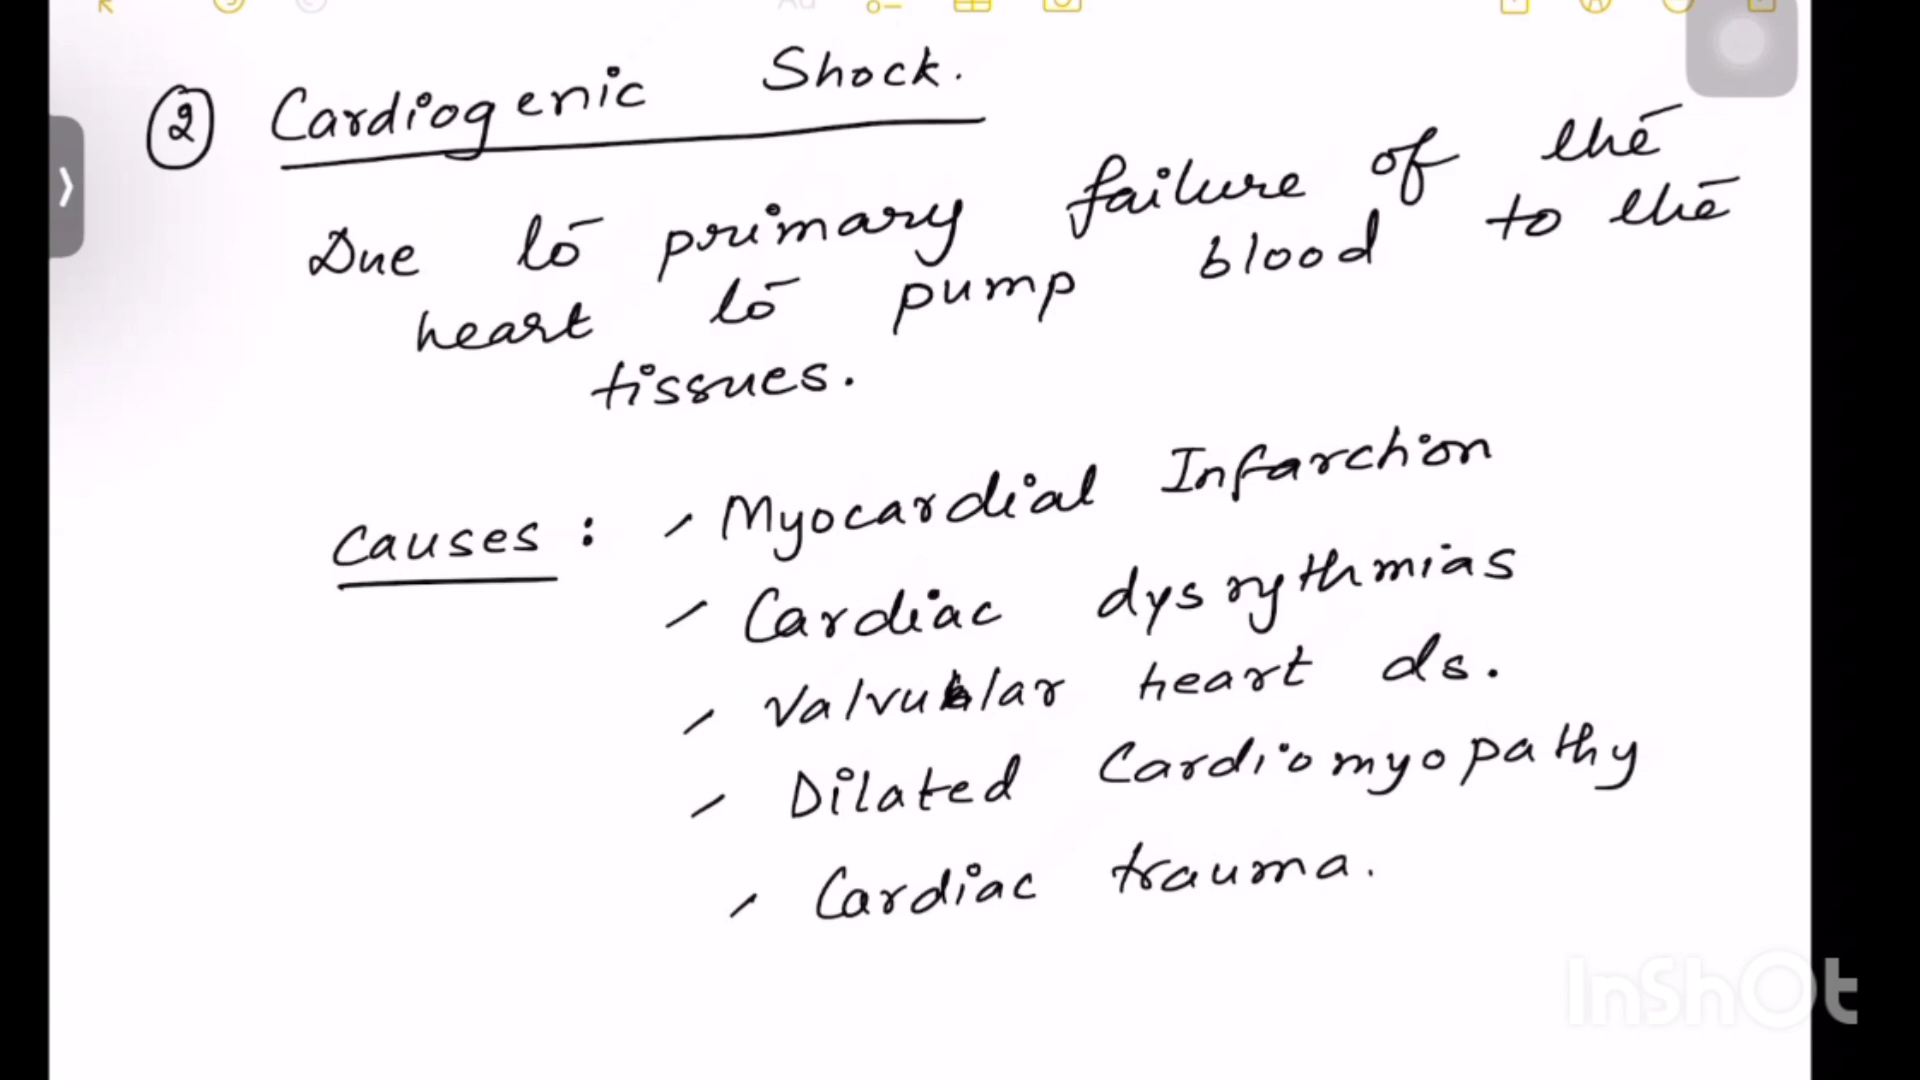 ② Cardiogenic Shock.
Due to primary failure of the
heart to pump blood to the
tissues.
Causes : - Myocardial Infarction
- Cardiac dysrythmias
- Valvular heart ds.
- Dilated Cardiomyopathy
- Cardiac trauma.
InShOt